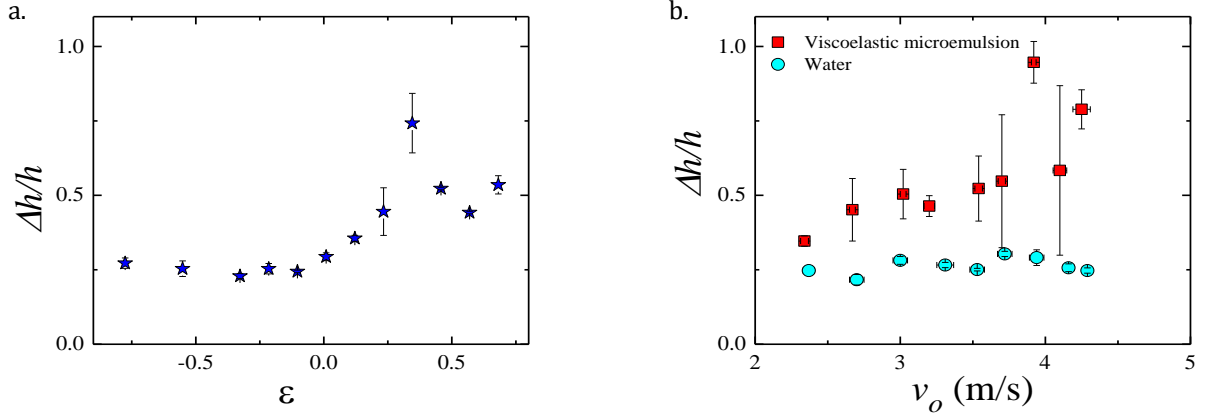 a.
1.0
0.5
0.0
Δh/h
-0.5 0.0 0.5
ε
b.
1.0
0.5
0.0
Δh/h
Viscoelastic microemulsion
Water
2 3 4 5
vo (m/s)